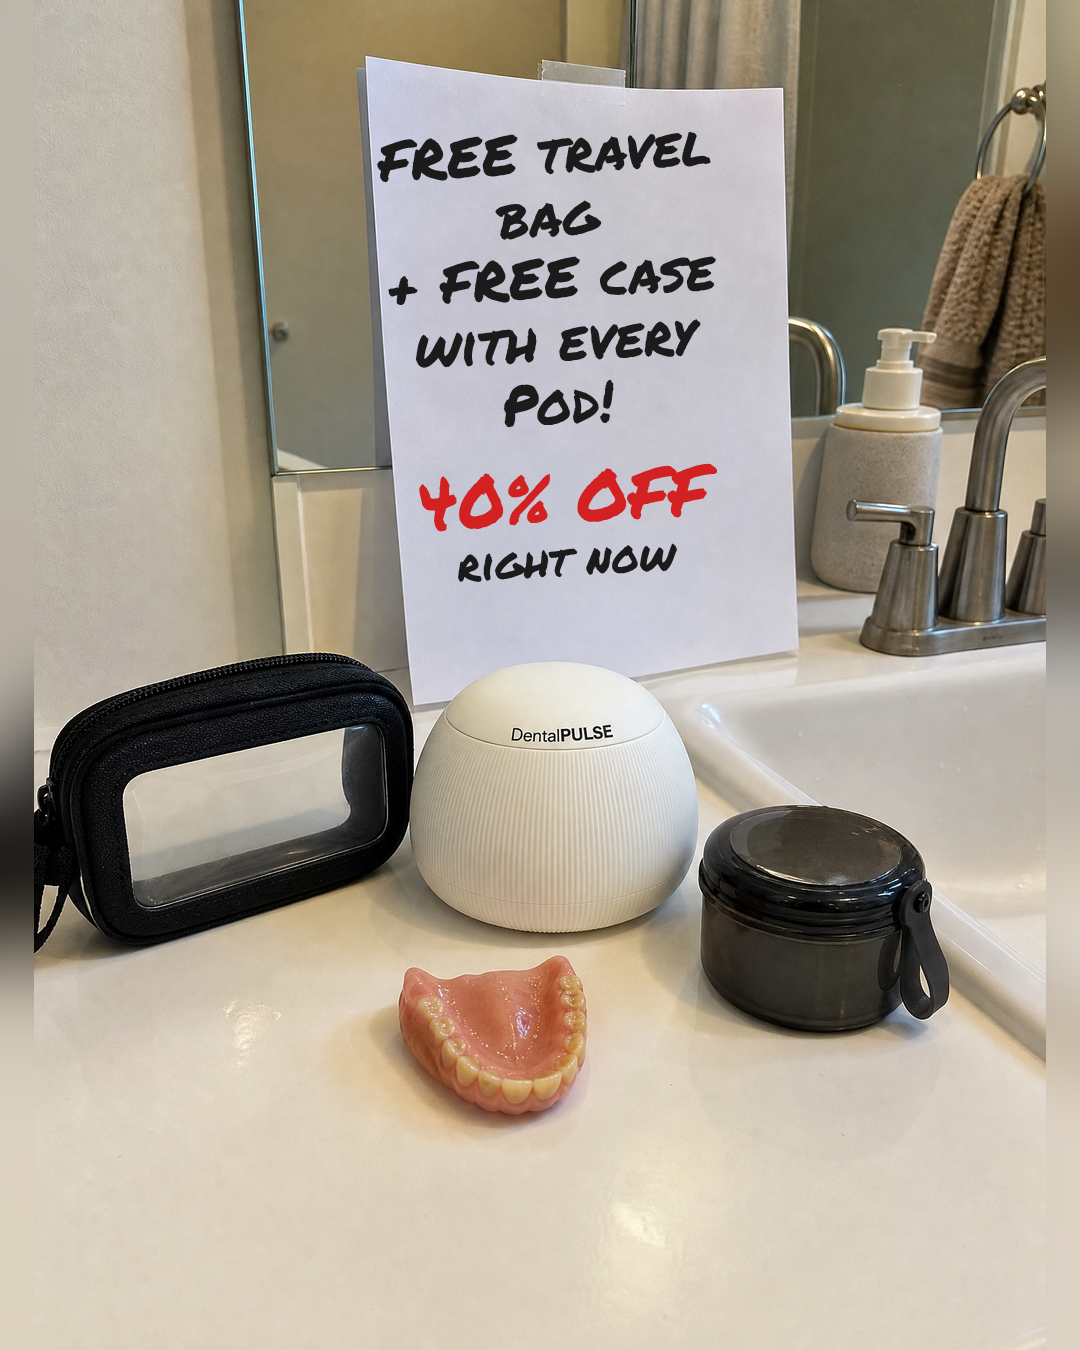 FREE TRAVEL
BAG
+ FREE CASE
WITH EVERY
POD!
40% OFF
RIGHT NOW
DentalPULSE